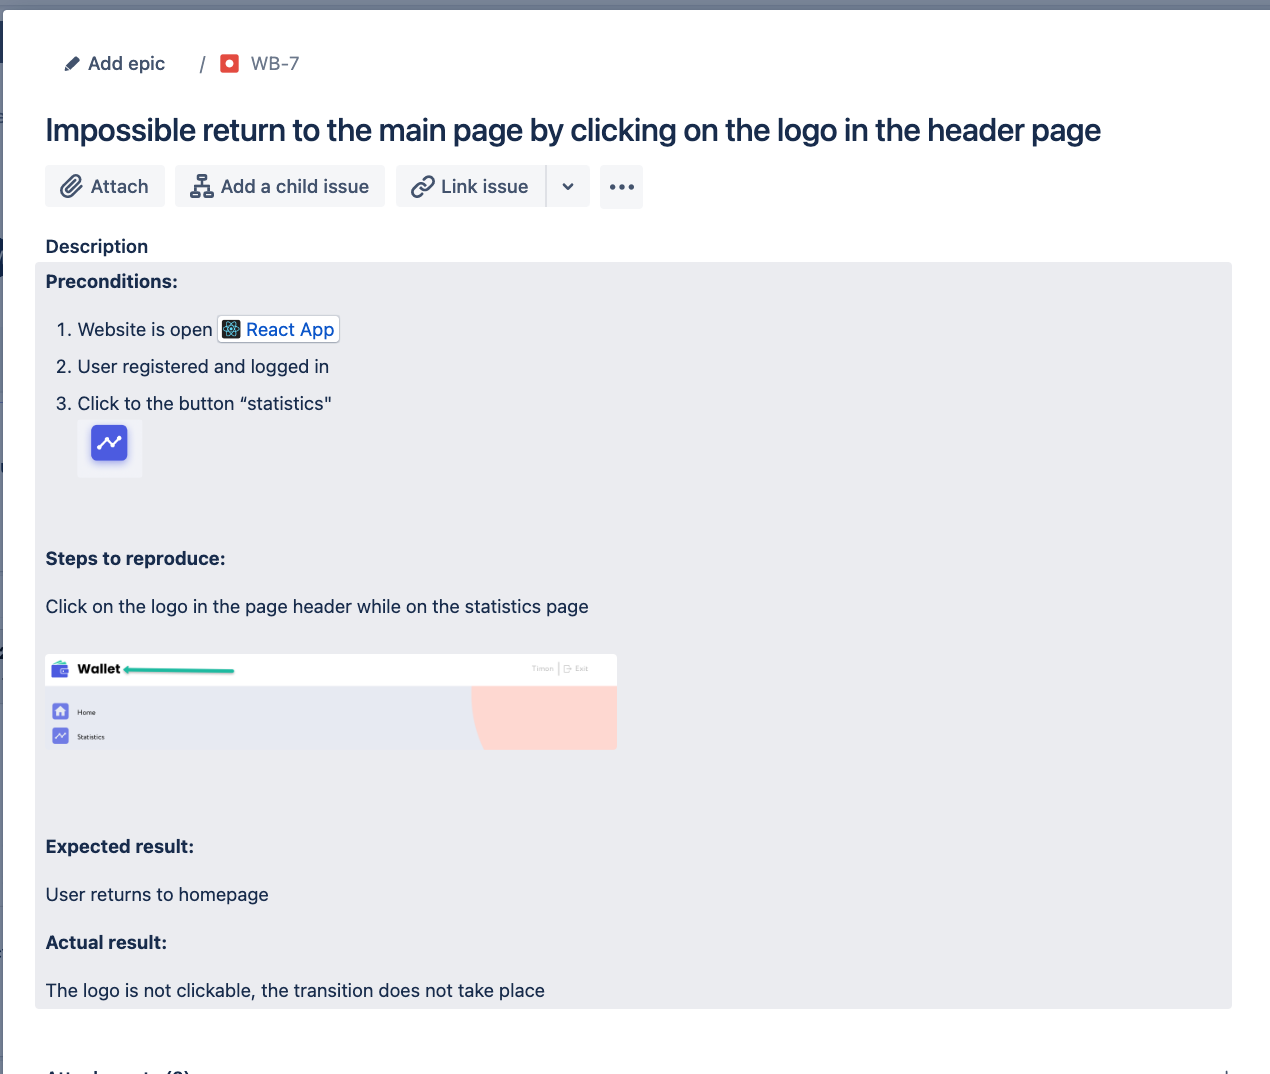 Add epic / WB-7
Impossible return to the main page by clicking on the logo in the header page
Attach Add a child issue Link issue
Description
Preconditions:
1. Website is open React App
2. User registered and logged in
3. Click to the button “statistics"
Steps to reproduce:
Click on the logo in the page header while on the statistics page
Wallet Timon Exit
Home
Statistics
Expected result:
User returns to homepage
Actual result:
The logo is not clickable, the transition does not take place